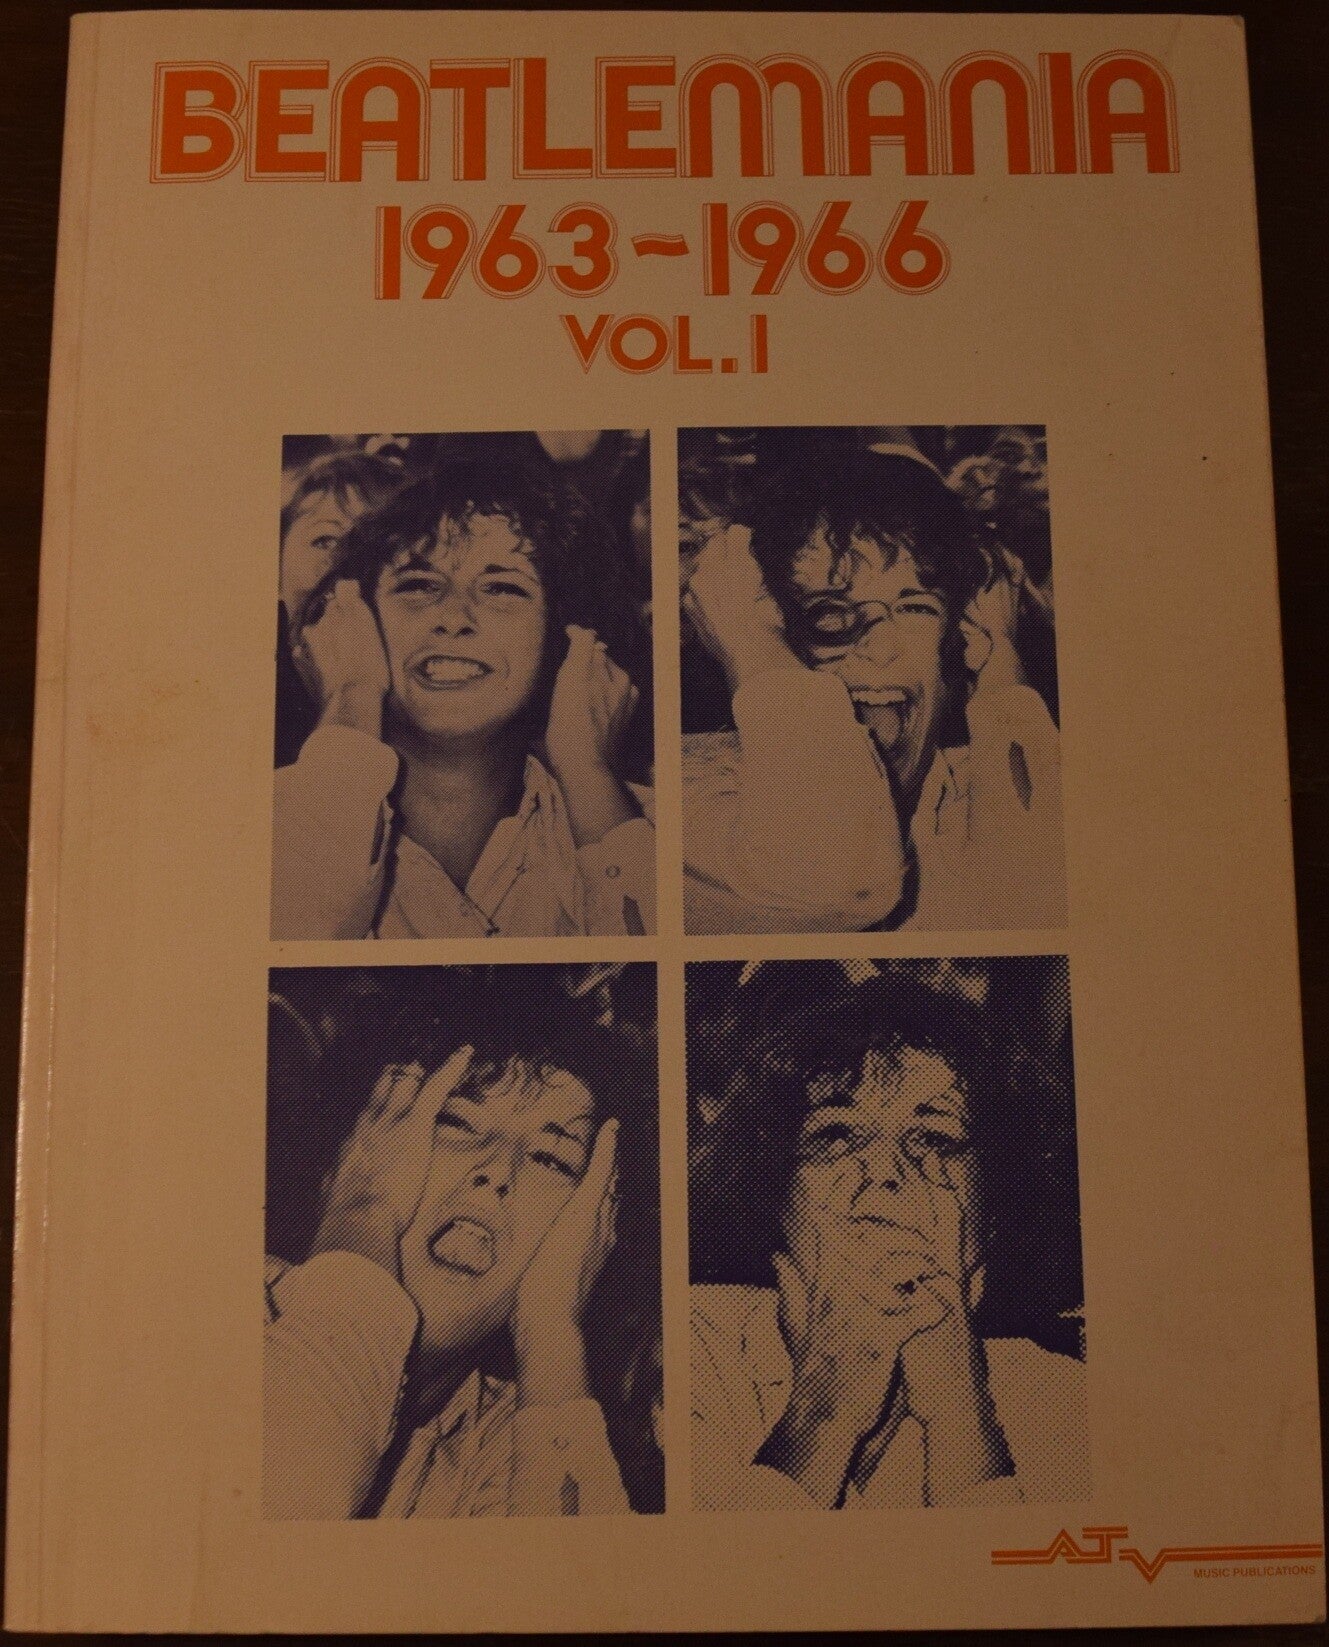 BEATLEMANIA
1963~1966
VOL. 1
ATV
MUSIC PUBLICATIONS